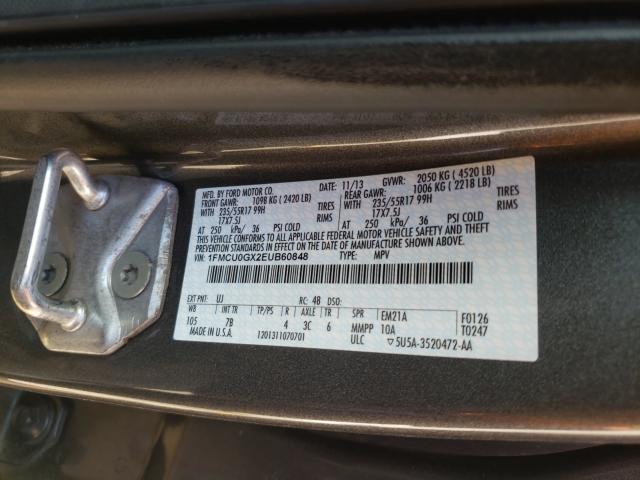 MFD. BY FORD MOTOR CO. DATE: 11/13 GVWR: 2050 KG ( 4520 LB)
FRONT GAWR: 1098 KG ( 2420 LB) REAR GAWR: 1006 KG ( 2218 LB)
WITH 235/55R17 99H TIRES WITH 235/55R17 99H TIRES
17X7.5J RIMS 17X7.5J RIMS
AT 250 kPa/ 36 PSI COLD AT 250 kPa/ 36 PSI COLD
THIS VEHICLE CONFORMS TO ALL APPLICABLE FEDERAL MOTOR VEHICLE SAFETY AND THEFT
PREVENTION STANDARDS IN EFFECT ON THE DATE OF MANUFACTURE SHOWN ABOVE.
VIN: 1FMCU0GX2EUB60848 TYPE: MPV
EXT PNT: UJ RC: 48 DSO:
WB INT TR TP/PS R AXLE TR SPR EM21A F0126
105 7B 4 3C 6 MMPP 10A T0247
MADE IN U.S.A. 1201311070701 ULC ▽5U5A-3520472-AA